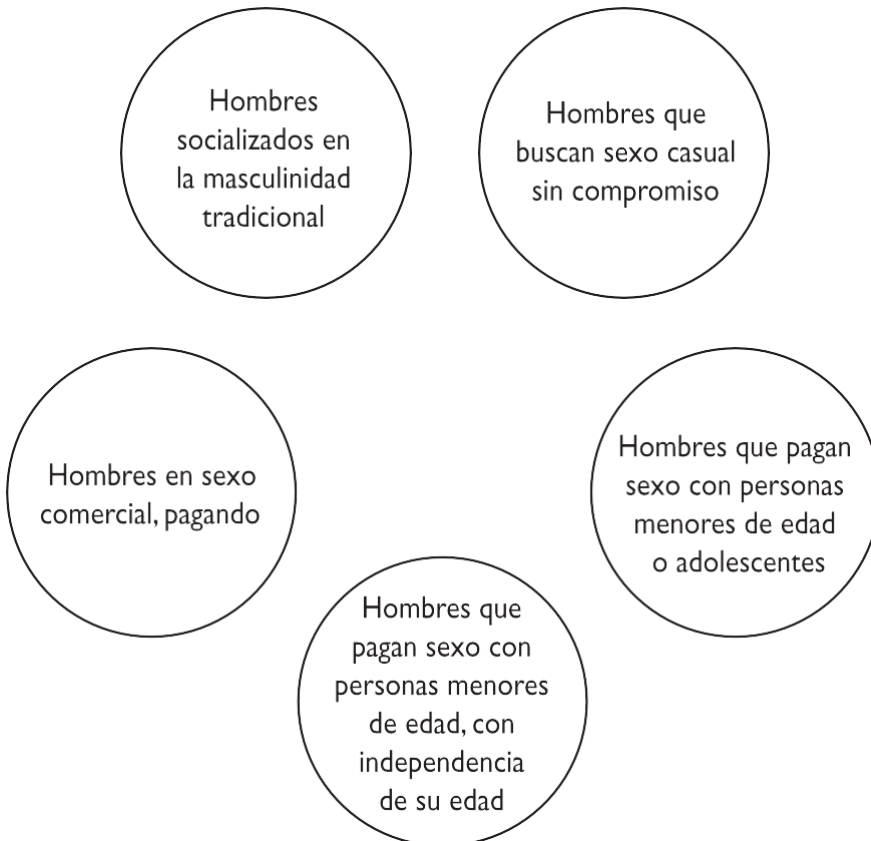 Hombres
socializados en
la masculinidad
tradicional
Hombres que
buscan sexo casual
sin compromiso
Hombres en sexo
comercial, pagando
Hombres que pagan
sexo con personas
menores de edad
o adolescentes
Hombres que
pagan sexo con
personas menores
de edad, con
independencia
de su edad